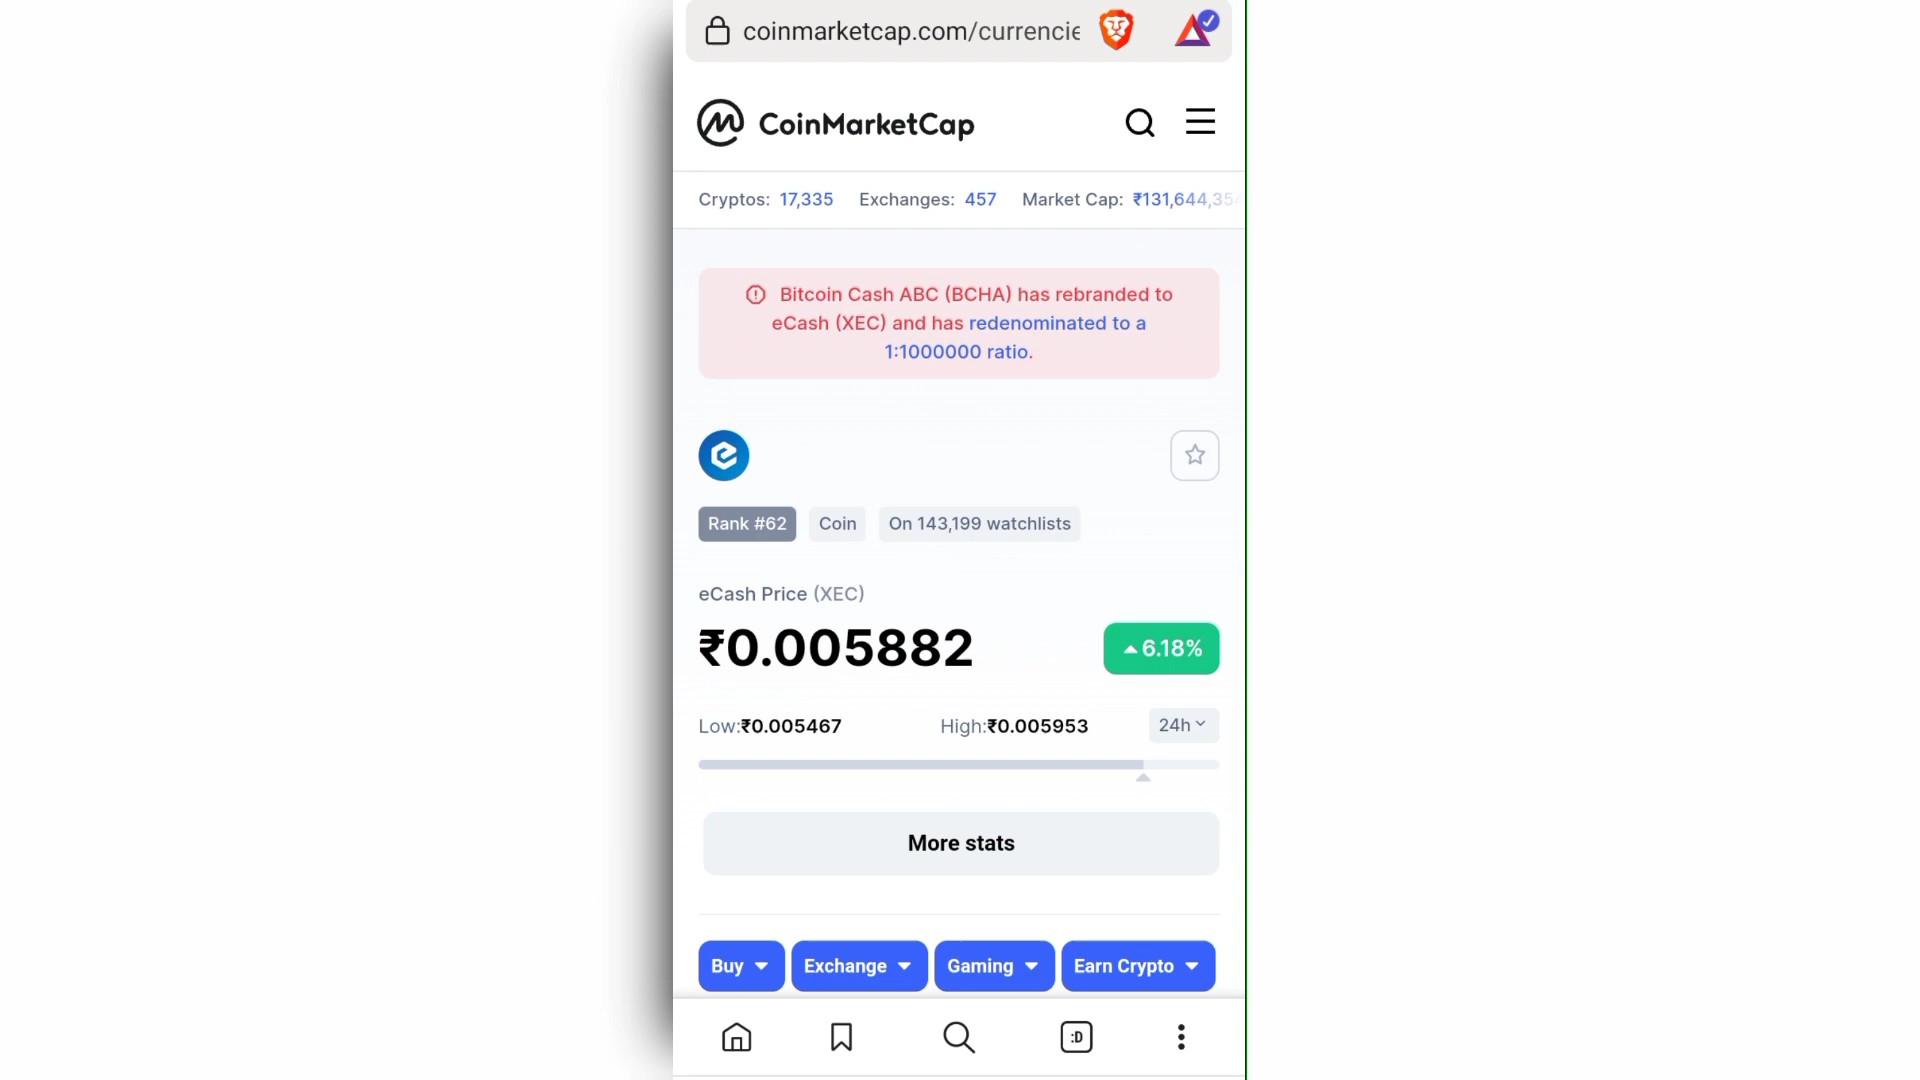 coinmarketcap.com/currencie
CoinMarketCap
Cryptos: 17,335 Exchanges: 457 Market Cap: ₹131,644,354
Bitcoin Cash ABC (BCHA) has rebranded to
eCash (XEC) and has redenominated to a
1:1000000 ratio.
Rank #62 Coin On 143,199 watchlists
eCash Price (XEC)
₹0.005882 6.18%
Low:₹0.005467 High:₹0.005953 24h
More stats
Buy Exchange Gaming Earn Crypto
:D